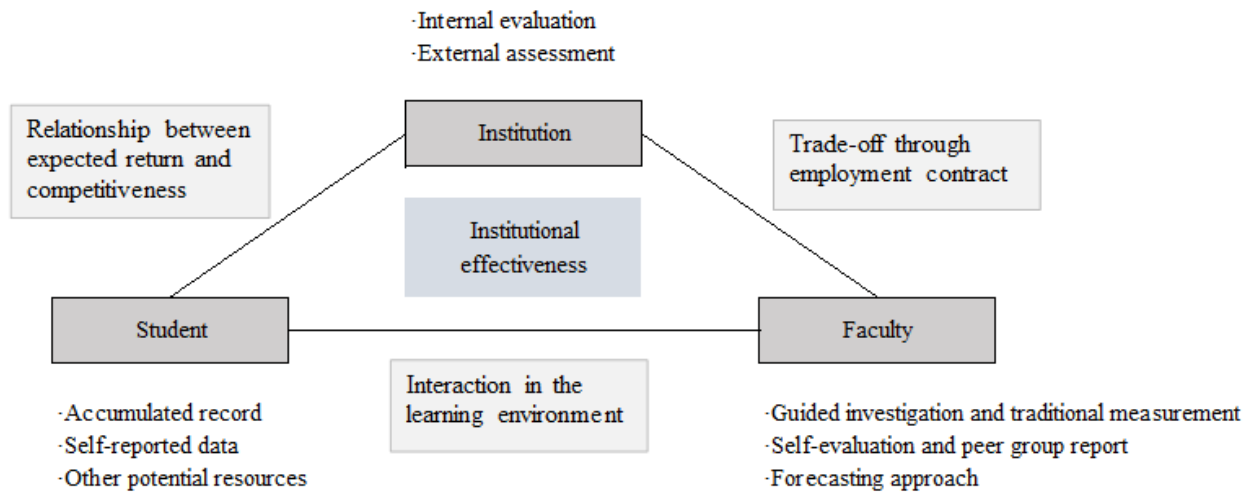 ·Internal evaluation
·External assessment
Relationship between
expected return and
competitiveness
Institution
Trade-off through
employment contract
Institutional
effectiveness
Student
Faculty
Interaction in the
learning environment
·Accumulated record
·Self-reported data
·Other potential resources
·Guided investigation and traditional measurement
·Self-evaluation and peer group report
·Forecasting approach